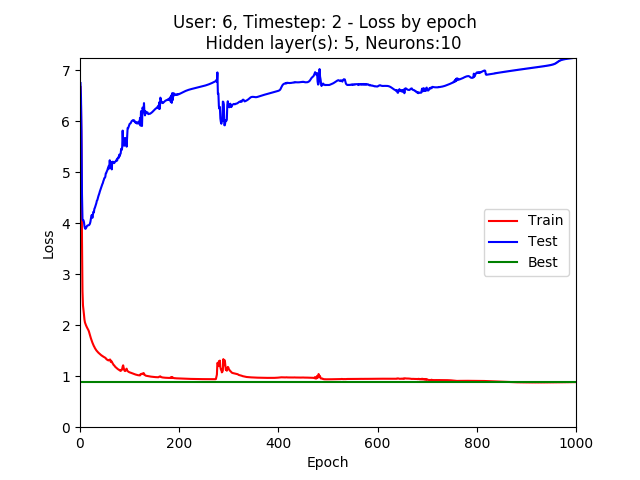 User: 6, Timestep: 2 - Loss by epoch
Hidden layer(s): 5, Neurons:10
7
6
5
4
3
2
1
0
Loss
Train
Test
Best
0 200 400 600 800 1000
Epoch